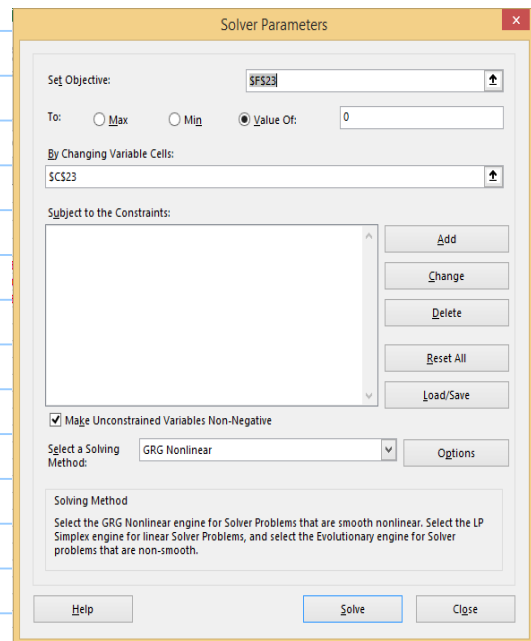 Solver Parameters
×
Set Objective:
$F$23
To:
Max
Min
Value Of:
0
By Changing Variable Cells:
$C$23
Subject to the Constraints:
Add
Change
Delete
Reset All
Load/Save
Make Unconstrained Variables Non-Negative
Select a Solving
Method:
GRG Nonlinear
Options
Solving Method
Select the GRG Nonlinear engine for Solver Problems that are smooth nonlinear. Select the LP
Simplex engine for linear Solver Problems, and select the Evolutionary engine for Solver
problems that are non-smooth.
Help
Solve
Close